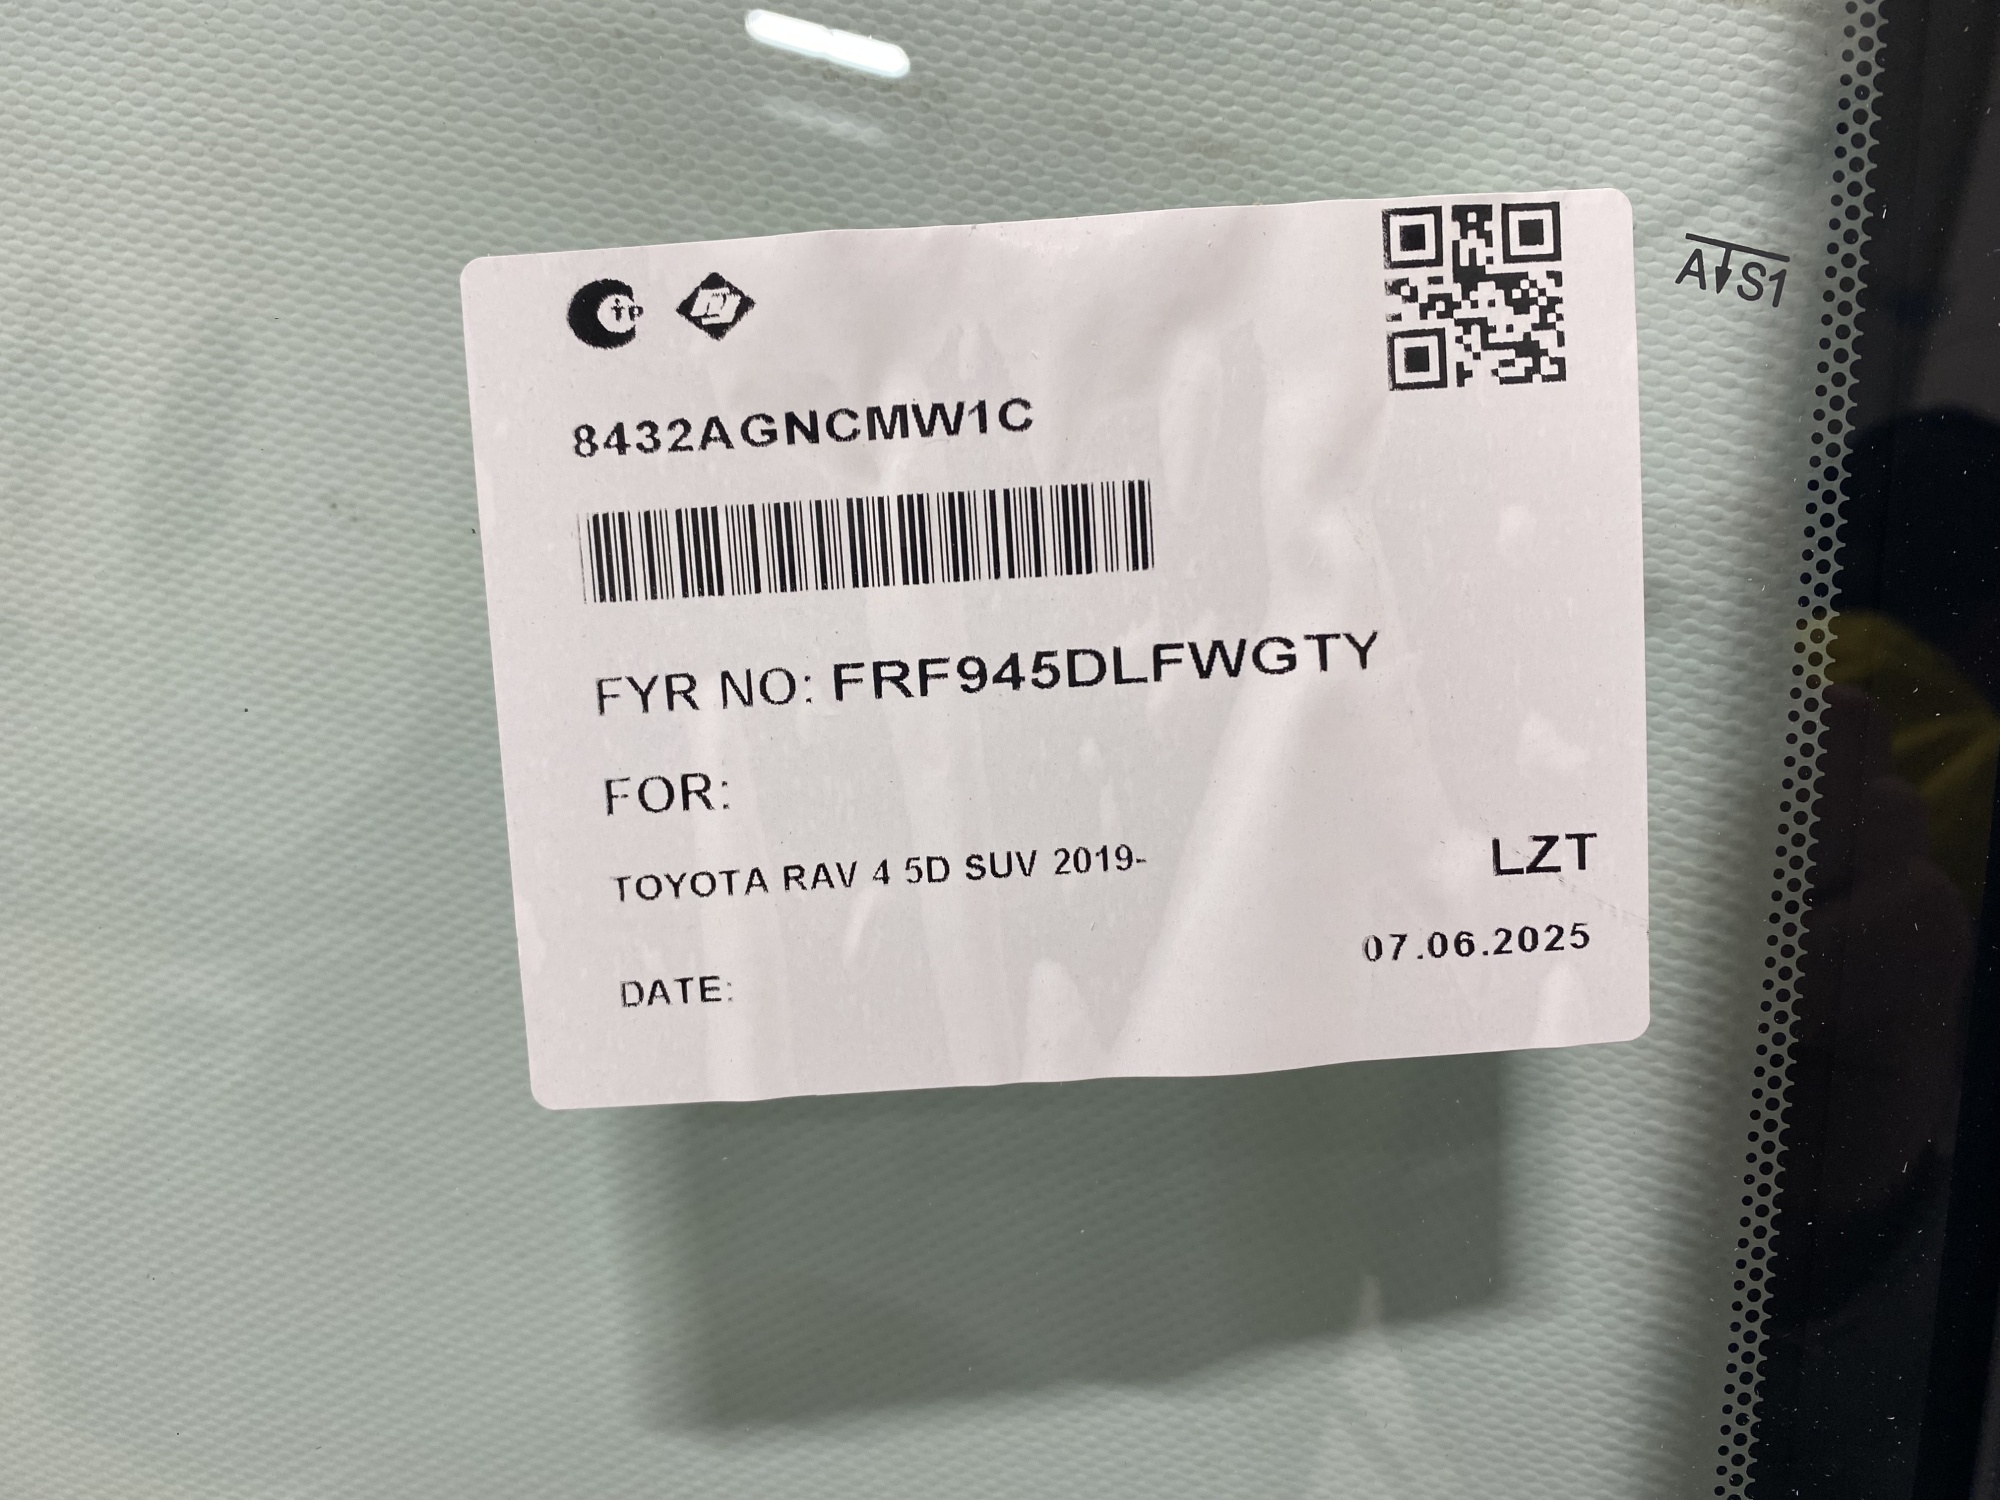 8432AGNCMW1C
FYR NO: FRF945DLFWGTY
FOR:
TOYOTA RAV 4 5D SUV 2019-
LZT
07.06.2025
DATE:
AS1